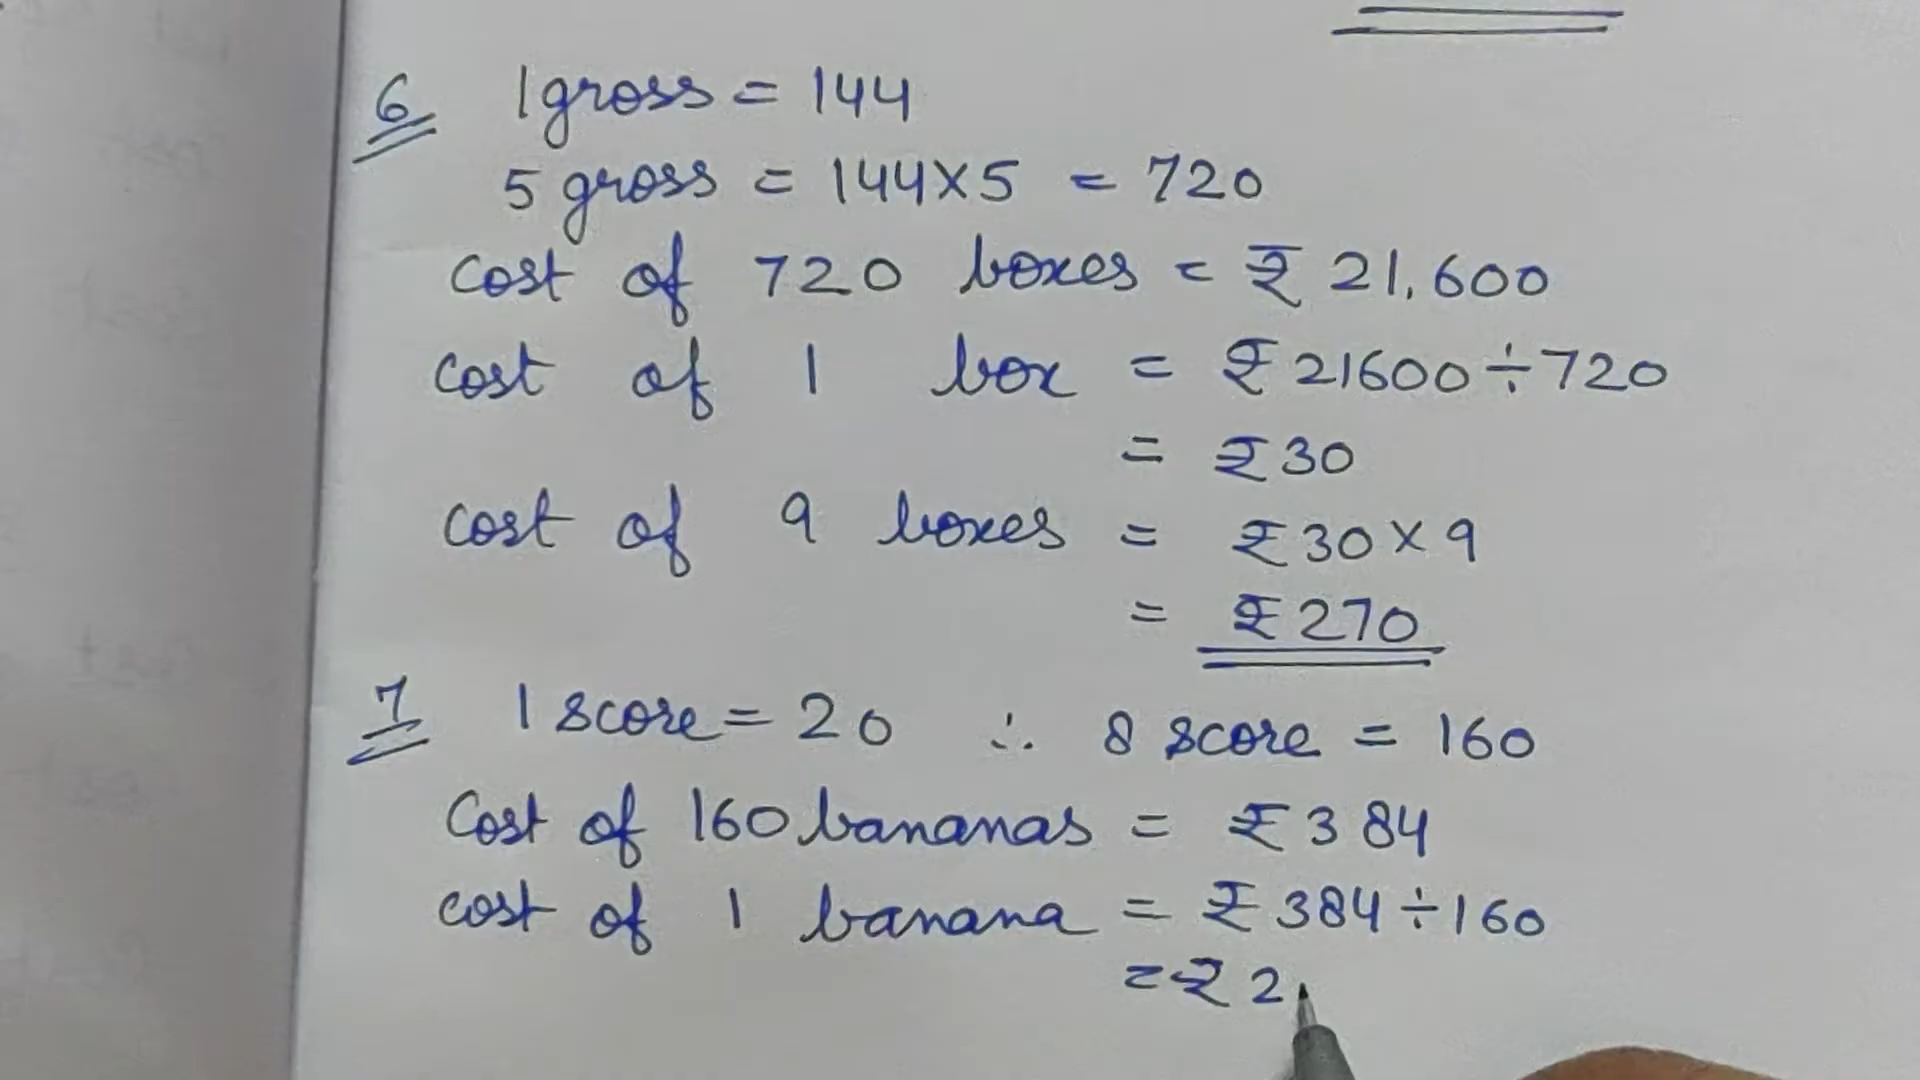 6 1 gross = 144
5 gross = 144×5 = 720
cost of 720 boxes = ₹ 21,600
cost of 1 box = ₹ 21600 ÷ 720
= ₹ 30
cost of 9 boxes = ₹ 30 × 9
= ₹ 270
7 1 score = 20 ∴ 8 score = 160
Cost of 160 bananas = ₹ 384
cost of 1 banana = ₹ 384 ÷ 160
= ₹ 2